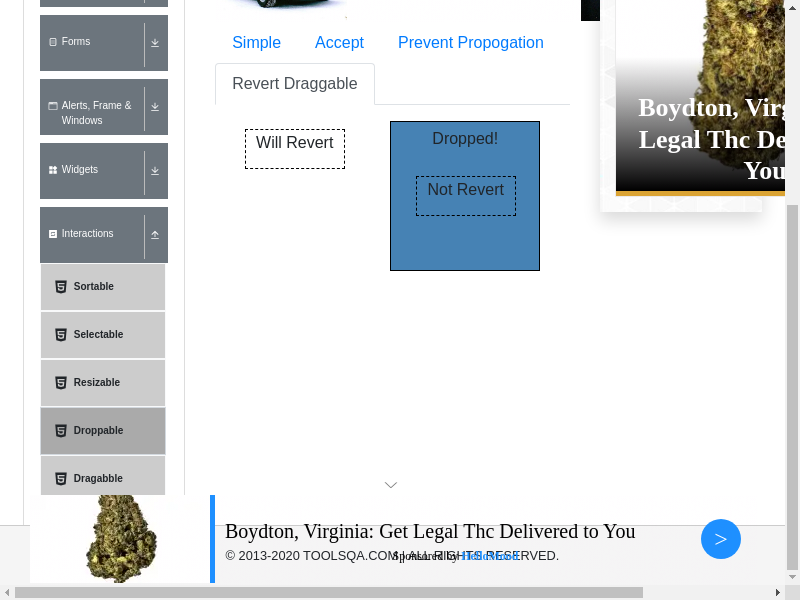 Forms
Alerts, Frame &
Windows
Widgets
Interactions
Sortable
Selectable
Resizable
Droppable
Dragabble
Simple
Accept
Prevent Propogation
Revert Draggable
Will Revert
Dropped!
Not Revert
Boydton, Virg
Legal Thc De
You
Boydton, Virginia: Get Legal Thc Delivered to You
© 2013-2020 TOOLSQA.COM | ALL RIGHTS RESERVED.
Sponsored by
>